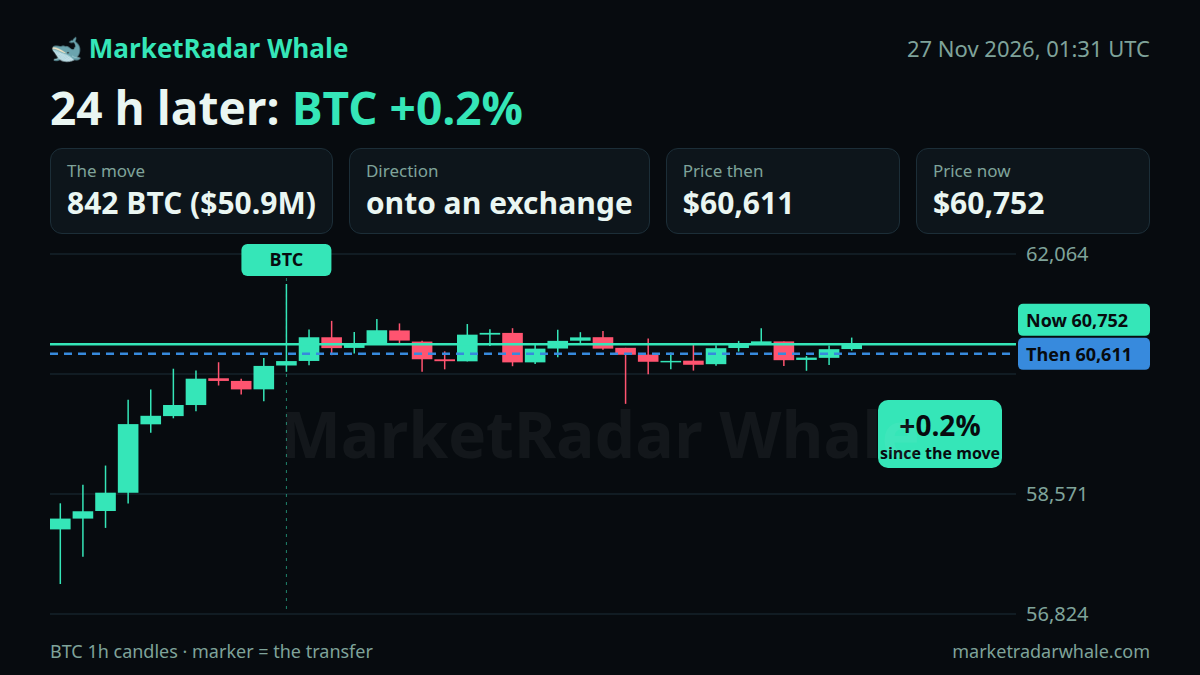 MarketRadar Whale
27 Nov 2026, 01:31 UTC
24 h later: BTC +0.2%
The move
842 BTC ($50.9M)
Direction
onto an exchange
Price then
$60,611
Price now
$60,752
BTC
62,064
Now 60,752
Then 60,611
MarketRadar Whale
+0.2%
since the move
58,571
56,824
BTC 1h candles · marker = the transfer
marketradarwhale.com